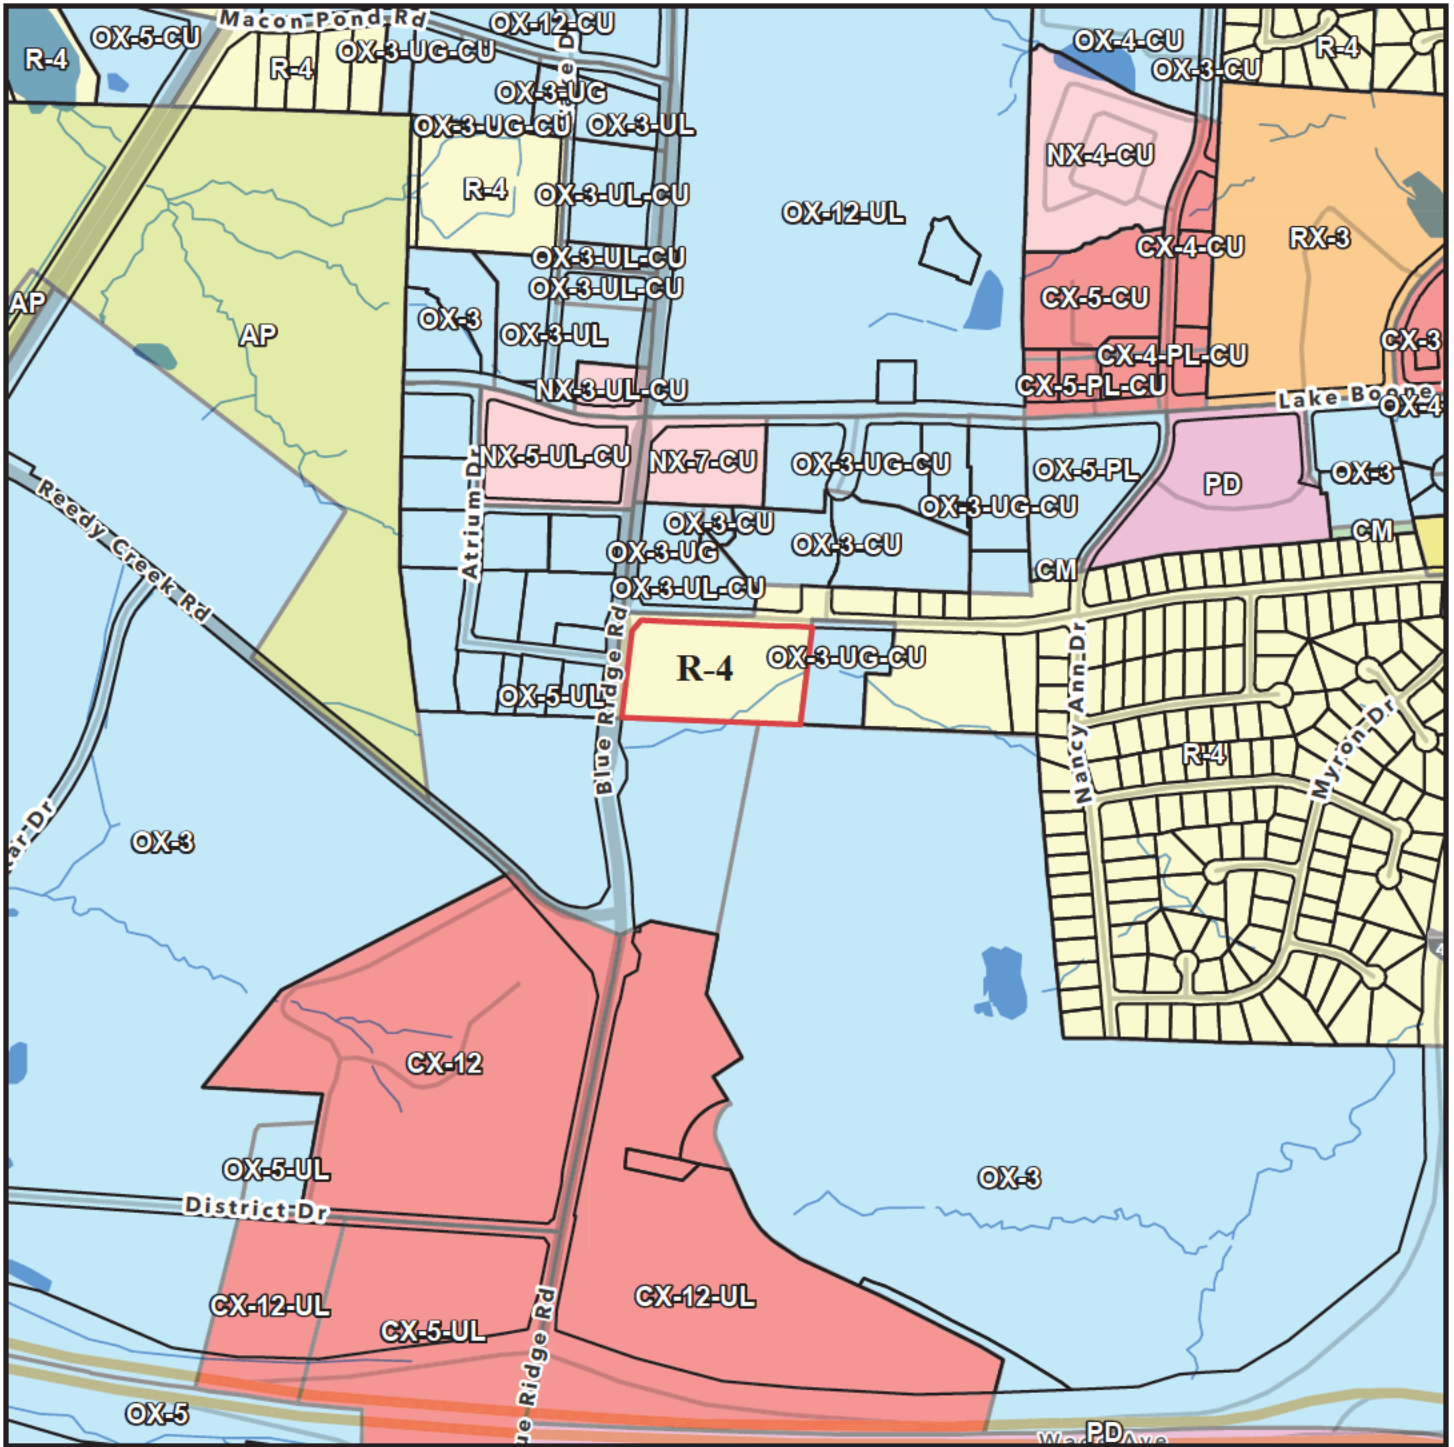 Macon Pond Rd
OX-12-CU
OX-5-CU
OX-4-CU
R-4
OX-3-UG-CU
R-4
R-4
OX-3-CU
OX-3-UG
OX-3-UG-CU
OX-3-UL
NX-4-CU
R-4
OX-3-UL-CU
OX-12-UL
RX-3
CX-4-CU
OX-3-UL-CU
OX-3-UL-CU
AP
CX-5-CU
OX-3
AP
OX-3-UL
CX-3
CX-4-PL-CU
NX-3-UL-CU
CX-5-PL-CU
Lake Boone
OX-4
NX-5-UL-CU
NX-7-CU
OX-3-UG-CU
OX-5-PL
PD
OX-3
Reedy Creek Rd
Atrium Dr
OX-3-UG-CU
OX-3-CU
OX-3-UG
OX-3-CU
CM
CM
OX-3-UL-CU
Blue Ridge Rd
R-4
OX-3-UG-CU
OX-5-UL
Nancy Ann Dr
R-4
Myron Dr
OX-3
Dr
CX-12
OX-5-UL
OX-3
District Dr
CX-12-UL
CX-12-UL
CX-5-UL
Ridge Rd
OX-5
PD
Ave